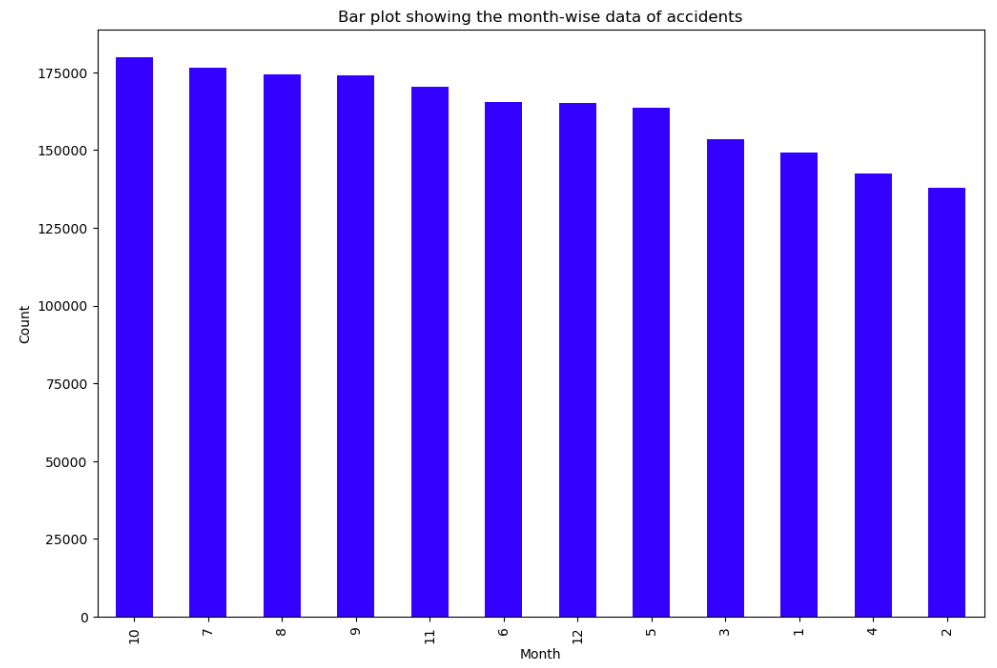 Bar plot showing the month-wise data of accidents
175000
150000
125000
100000
75000
50000
25000
0
Count
10 7 8 9 11 6 12 5 3 1 4 2
Month